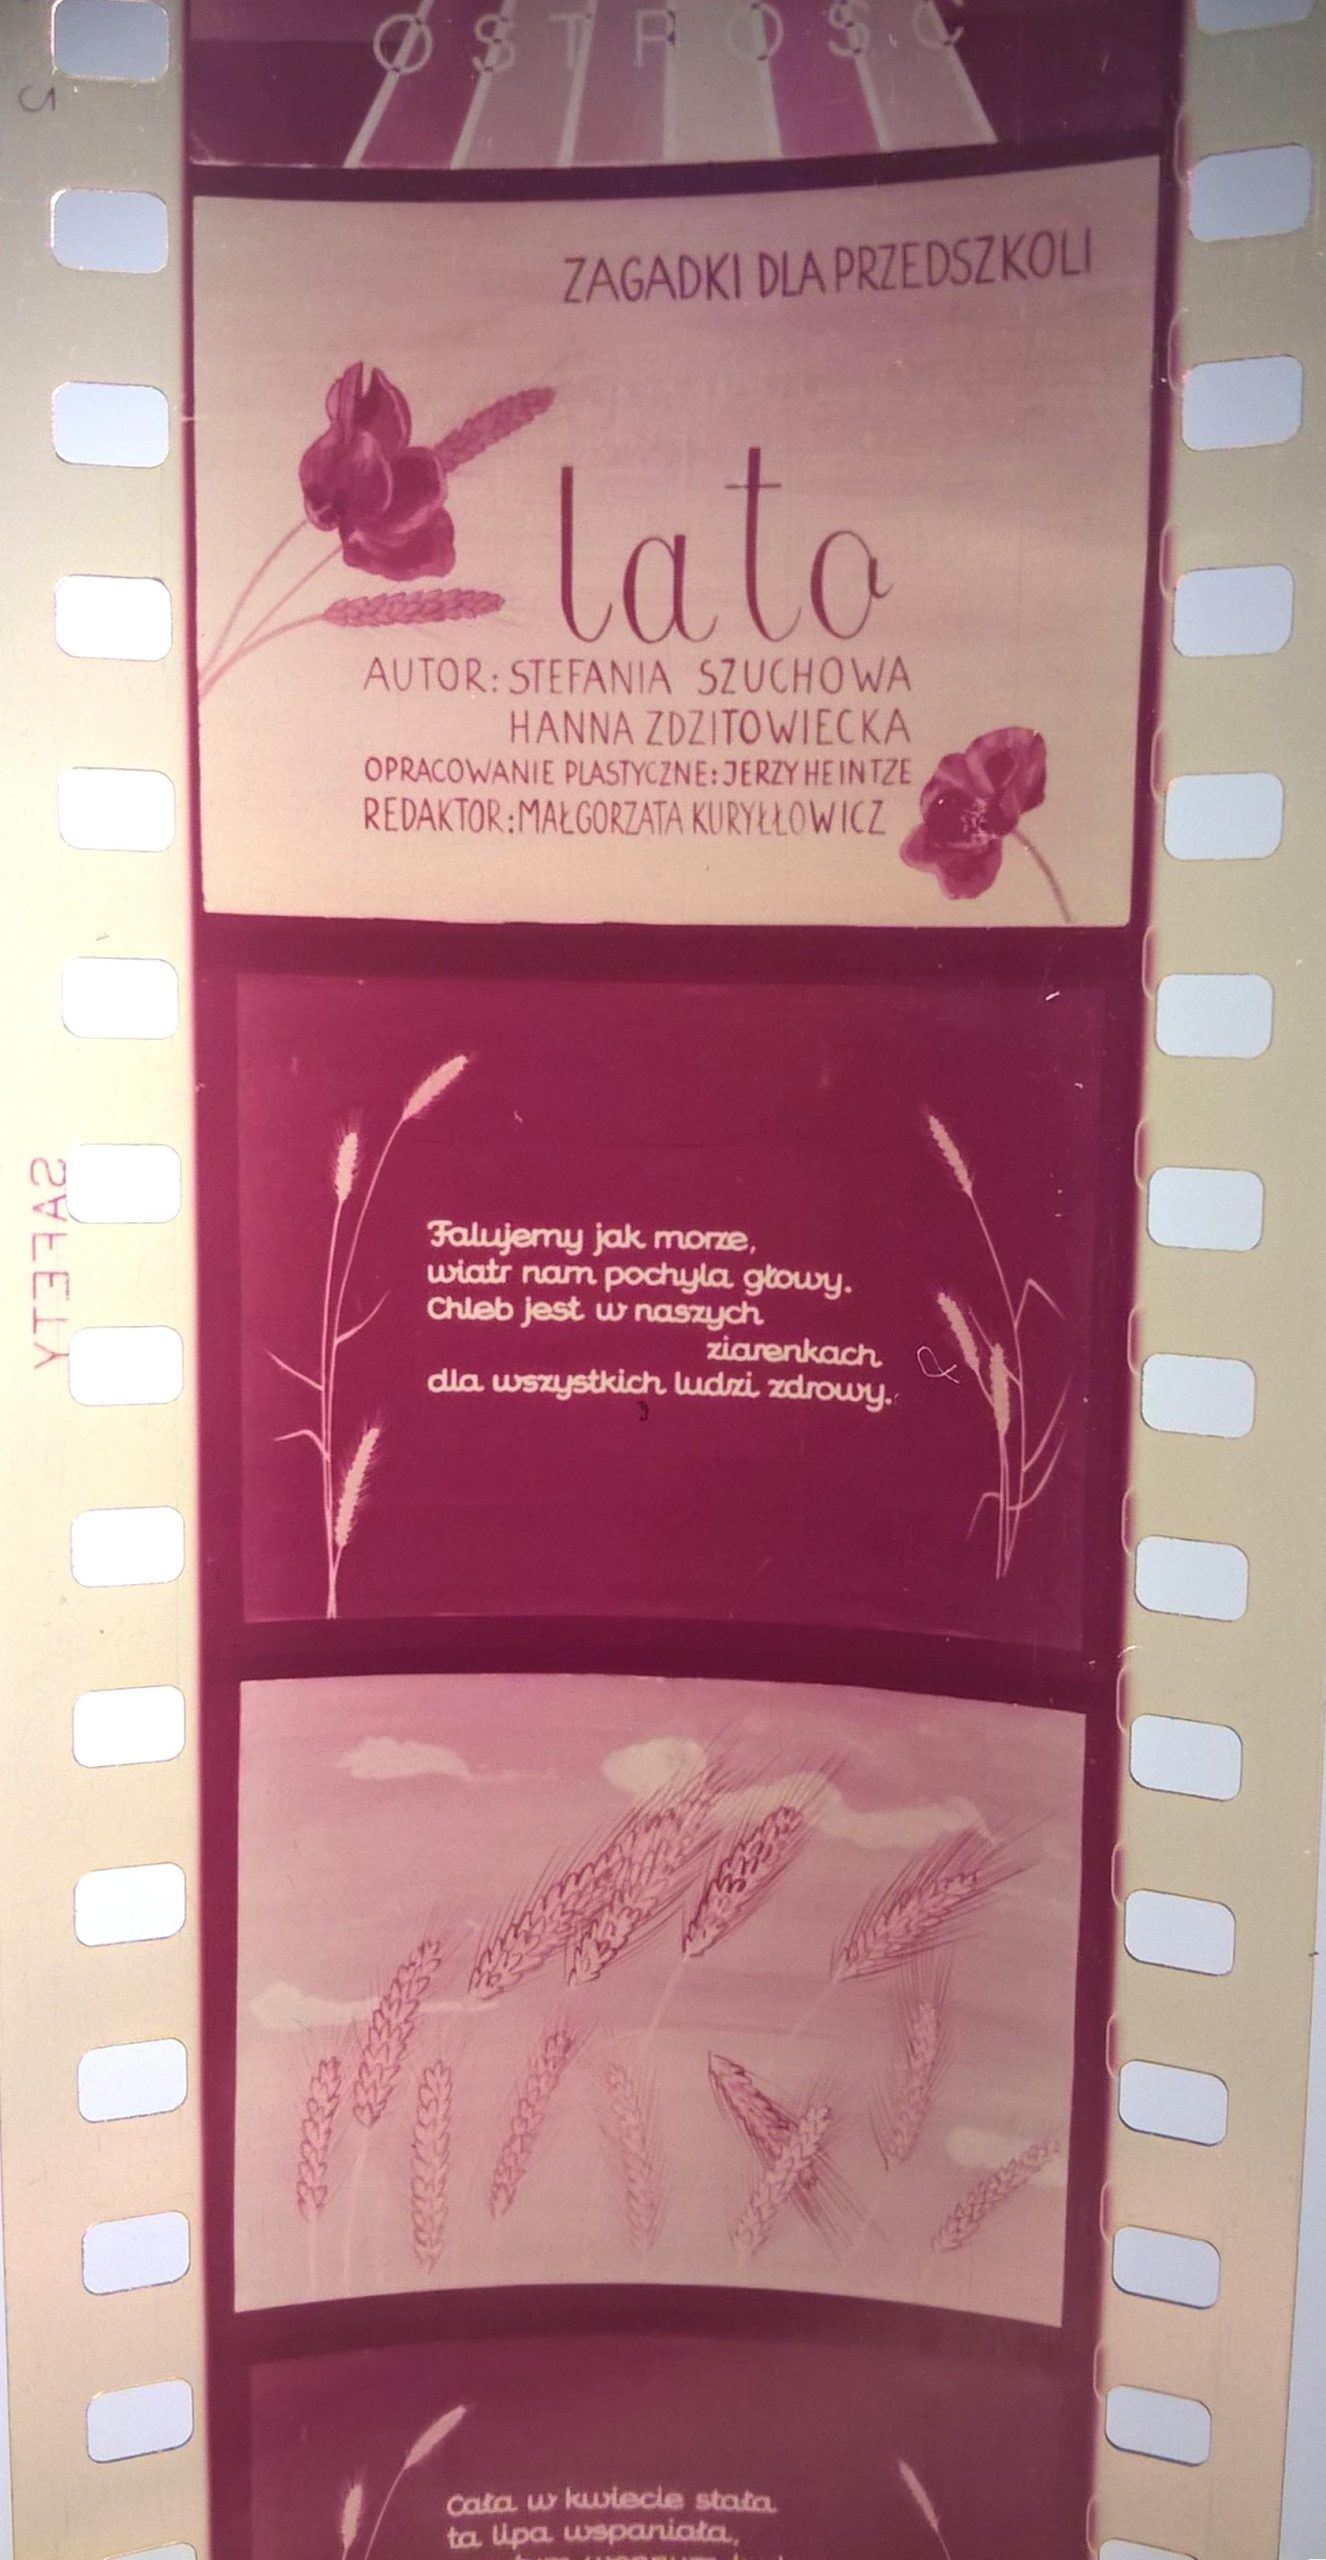 OSTROŚĆ
ZAGADKI DLA PRZEDSZKOLI
lato
AUTOR: STEFANIA SZUCHOWA
HANNA ZDZITOWIECKA
OPRACOWANIE PLASTYCZNE: JERZY HEINTZE
REDAKTOR: MAŁGORZATA KURYŁŁOWICZ
Falujemy jak morze,
wiatr nam pochyla głowy.
Chleb jest w naszych
ziarenkach
dla wszystkich ludzi zdrowy.
SAFETY
Cała w kwiecie stała
ta lipa wspaniała,